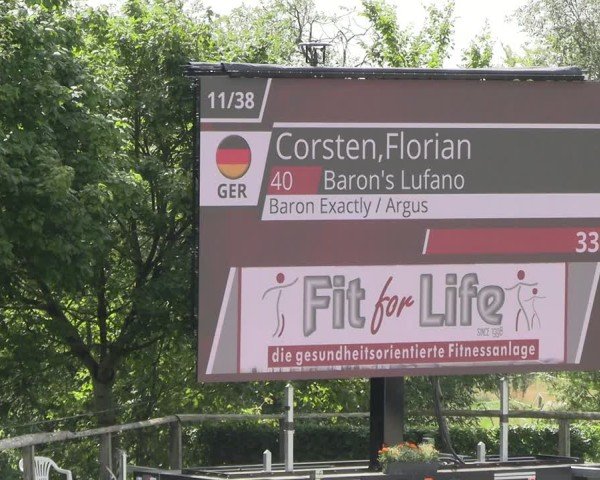 11/38
GER
Corsten,Florian
40 Baron's Lufano
Baron Exactly / Argus
33
Fit for Life
SINCE 1998
die gesundheitsorientierte Fitnessanlage